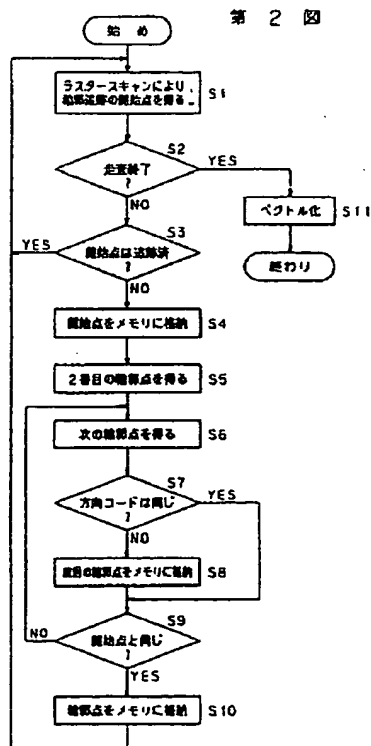 第 2 図
始 め
ラスタースキャンにより、
輪郭追跡の開始点を得る。
S1
S2
走査終了
?
YES
NO
ベクトル化
S11
終わり
S3
開始点は追跡済
?
YES
NO
開始点をメモリに格納
S4
2番目の輪郭点を得る
S5
次の輪郭点を得る
S6
S7
方向コードは同じ
?
YES
NO
の輪郭点をメモリに格納
S8
S9
開始点と同じ
?
NO
YES
輪郭点をメモリに格納
S10